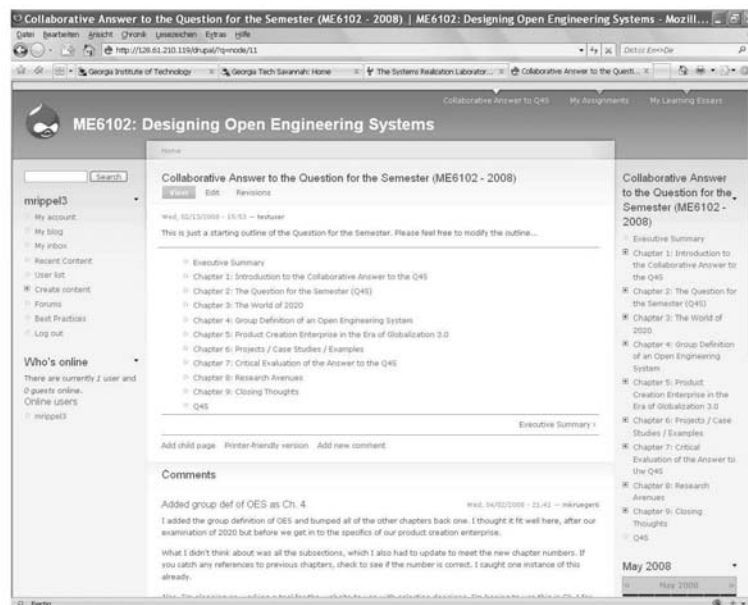 Collaborative Answer to the Question for the Semester (ME6102 - 2008) | ME6102: Designing Open Engineering Systems - Mozill...
Datei Bearbeiten Ansicht Chronik Lesezeichen Extras Hilfe
http://128.61.210.119/drupal/?q=node/11
Georgia Institute of Technology
Georgia Tech Savannah: Home
The Systems Realization Laborator...
Collaborative Answer to the Questi...
Collaborative Answer to Q4S My Assignments My Learning Essays
ME6102: Designing Open Engineering Systems
Home
Search
mrippel3
My account
My blog
My inbox
Recent Content
User list
Create content
Forums
Best Practices
Log out
Who's online
There are currently 1 user and
0 guests online.
Online users
mrippel3
Collaborative Answer to the Question for the Semester (ME6102 - 2008)
View Edit Revisions
Wed, 02/13/2008 - 15:53 — testuser
This is just a starting outline of the Question for the Semester. Please feel free to modify the outline...
Executive Summary
Chapter 1: Introduction to the Collaborative Answer to the Q4S
Chapter 2: The Question for the Semester (Q4S)
Chapter 3: The World of 2020
Chapter 4: Group Definition of an Open Engineering System
Chapter 5: Product Creation Enterprise in the Era of Globalization 3.0
Chapter 6: Projects / Case Studies / Examples
Chapter 7: Critical Evaluation of the Answer to the Q4S
Chapter 8: Research Avenues
Chapter 9: Closing Thoughts
Q4S
Executive Summary ›
Add child page Printer-friendly version Add new comment
Comments
Added group def of OES as Ch. 4
Wed, 04/02/2008 - 21:41 — mkruegerti
I added the group definition of OES and bumped all of the other chapters back one. I thought it fit well here, after our
examination of 2020 but before we get in to the specifics of our product creation enterprise.
What I didn't think about was all the subsections, which I also had to update to meet the new chapter numbers. If
you catch any references to previous chapters, check to see if the number is correct. I caught one instance of this
already.
Collaborative Answer
to the Question for the
Semester (ME6102 -
2008)
Executive Summary
Chapter 1: Introduction to
the Collaborative Answer to
the Q4S
Chapter 2: The Question for
the Semester (Q4S)
Chapter 3: The World of
2020
Chapter 4: Group Definition
of an Open Engineering
System
Chapter 5: Product
Creation Enterprise in the
Era of Globalization 3.0
Chapter 6: Projects / Case
Studies / Examples
Chapter 7: Critical
Evaluation of the Answer to
the Q4S
Chapter 8: Research
Avenues
Chapter 9: Closing
Thoughts
Q4S
May 2008
« May 2008 »
Fertig